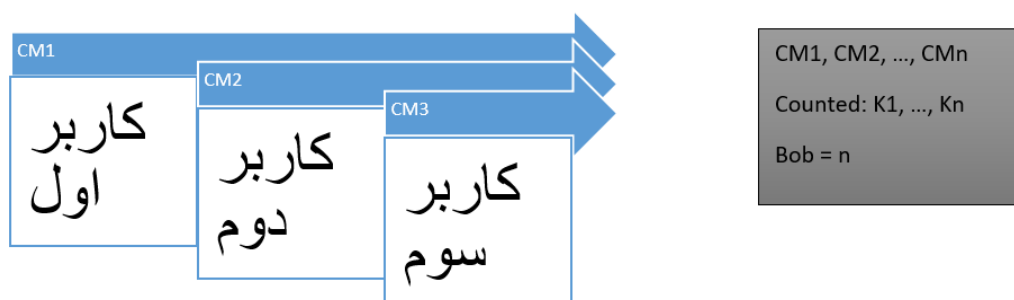 CM1
کاربر
اول
CM2
کاربر
دوم
CM3
کاربر
سوم
CM1, CM2, ..., CMn
Counted: K1, ..., Kn
Bob = n